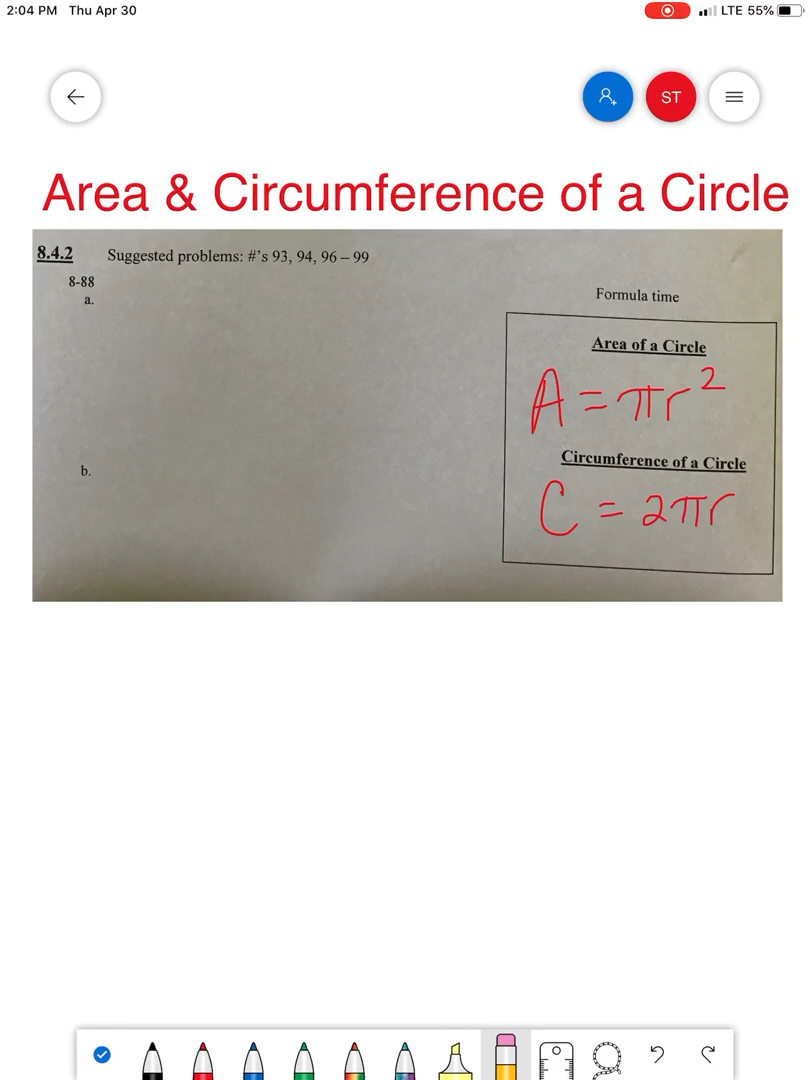 2:04 PM Thu Apr 30
LTE 55%
ST
Area & Circumference of a Circle
8.4.2 Suggested problems: #'s 93, 94, 96 – 99
8-88
a.
Formula time
Area of a Circle
A = πr²
b.
Circumference of a Circle
C = 2πr